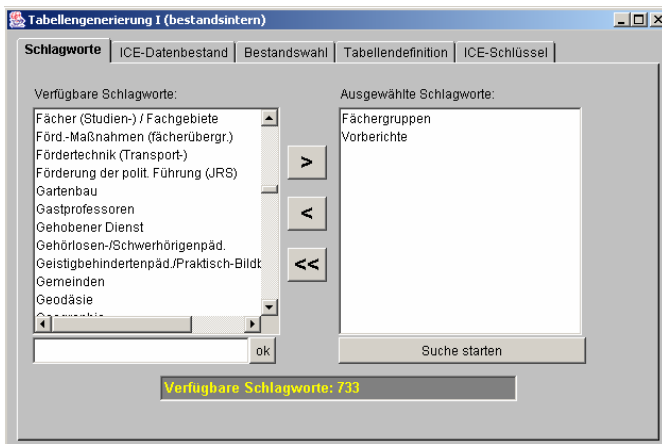 Tabellengenerierung I (bestandsintern)
Schlagworte ICE-Datenbestand Bestandswahl Tabellendefinition ICE-Schlüssel
Verfügbare Schlagworte:
Fächer (Studien-) / Fachgebiete
Förd.-Maßnahmen (fächerübergr.)
Fördertechnik (Transport-)
Förderung der polit. Führung (JRS)
Gartenbau
Gastprofessoren
Gehobener Dienst
Gehörlosen-/Schwerhörigenpäd.
Geistigbehindertenpäd./Praktisch-Bildb
Gemeinden
Geodäsie
ok
>
<
<<
Ausgewählte Schlagworte:
Fächergruppen
Vorberichte
Suche starten
Verfügbare Schlagworte: 733